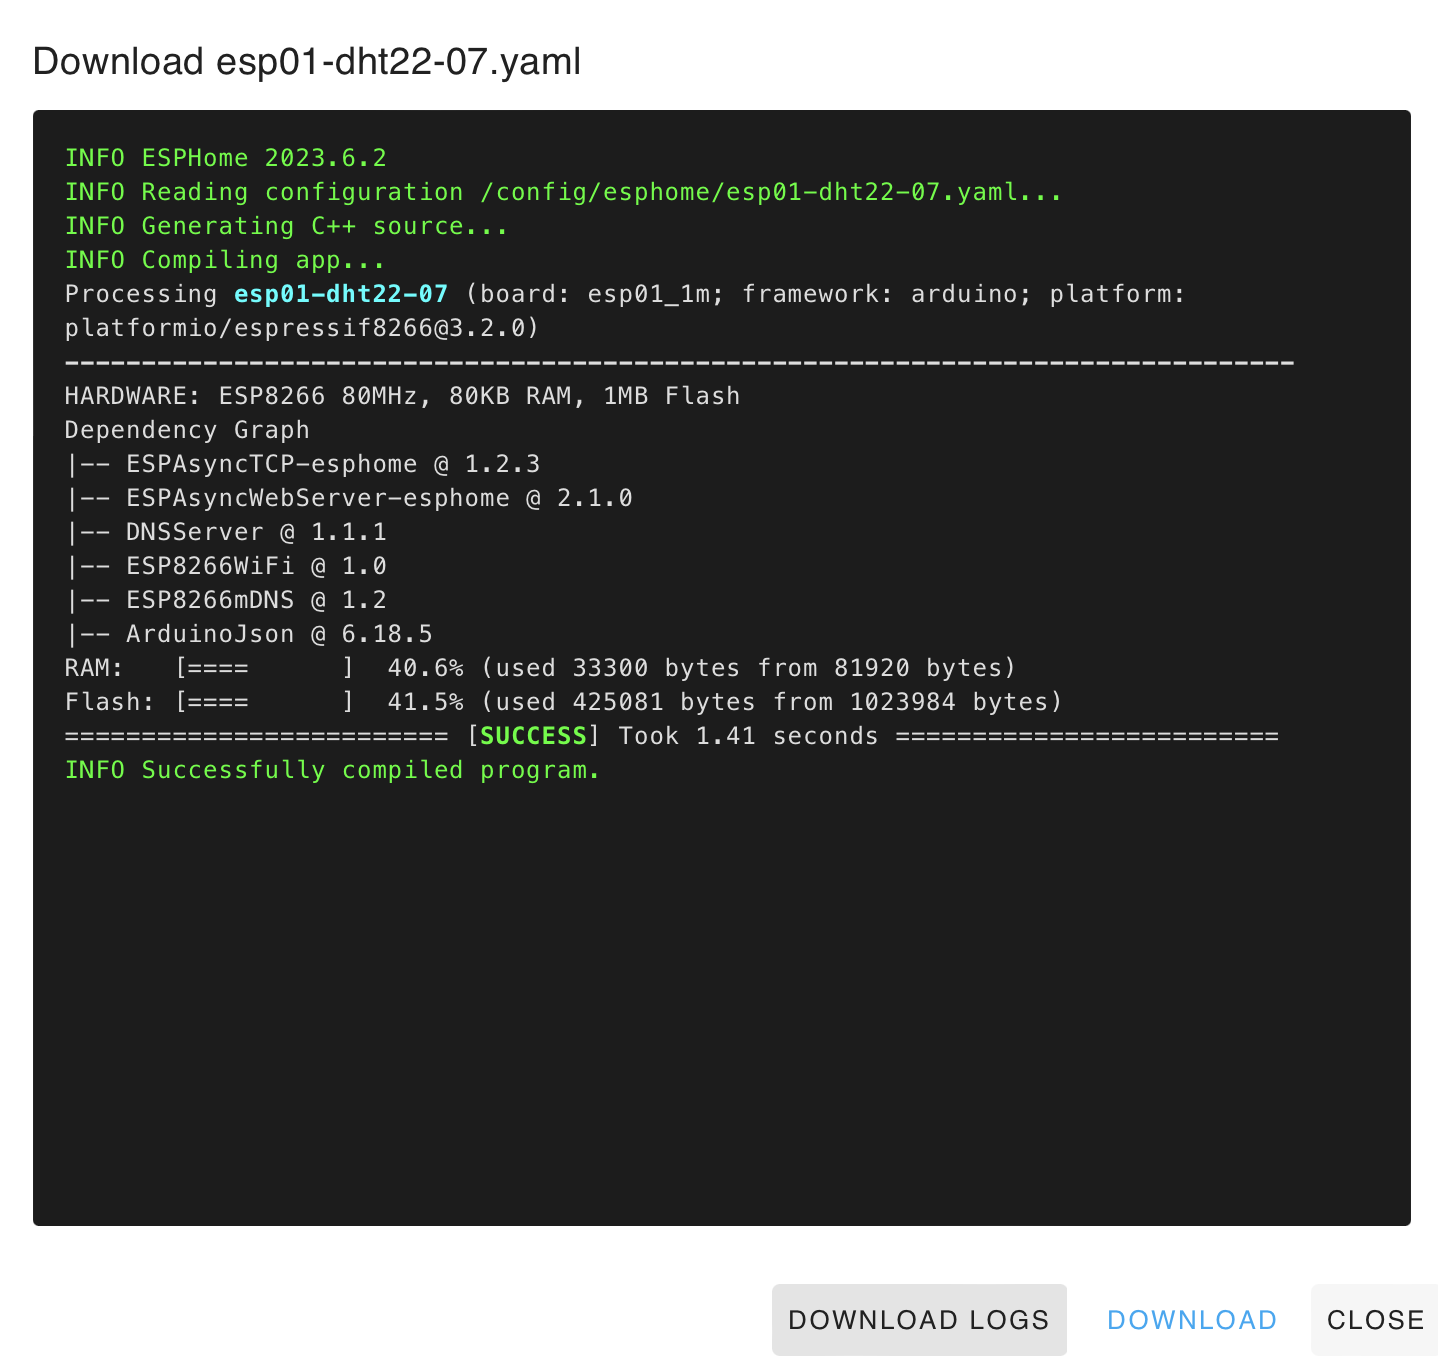 Download esp01-dht22-07.yaml
INFO ESPHome 2023.6.2
INFO Reading configuration /config/esphome/esp01-dht22-07.yaml...
INFO Generating C++ source...
INFO Compiling app...
Processing esp01-dht22-07 (board: esp01_1m; framework: arduino; platform:
platformio/espressif8266@3.2.0)
--------------------------------------------------------------------------------
HARDWARE: ESP8266 80MHz, 80KB RAM, 1MB Flash
Dependency Graph
|-- ESPAsyncTCP-esphome @ 1.2.3
|-- ESPAsyncWebServer-esphome @ 2.1.0
|-- DNSServer @ 1.1.1
|-- ESP8266WiFi @ 1.0
|-- ESP8266mDNS @ 1.2
|-- ArduinoJson @ 6.18.5
RAM:   [====      ]  40.6% (used 33300 bytes from 81920 bytes)
Flash: [====      ]  41.5% (used 425081 bytes from 1023984 bytes)
========================= [SUCCESS] Took 1.41 seconds =========================
INFO Successfully compiled program.
DOWNLOAD LOGS DOWNLOAD CLOSE